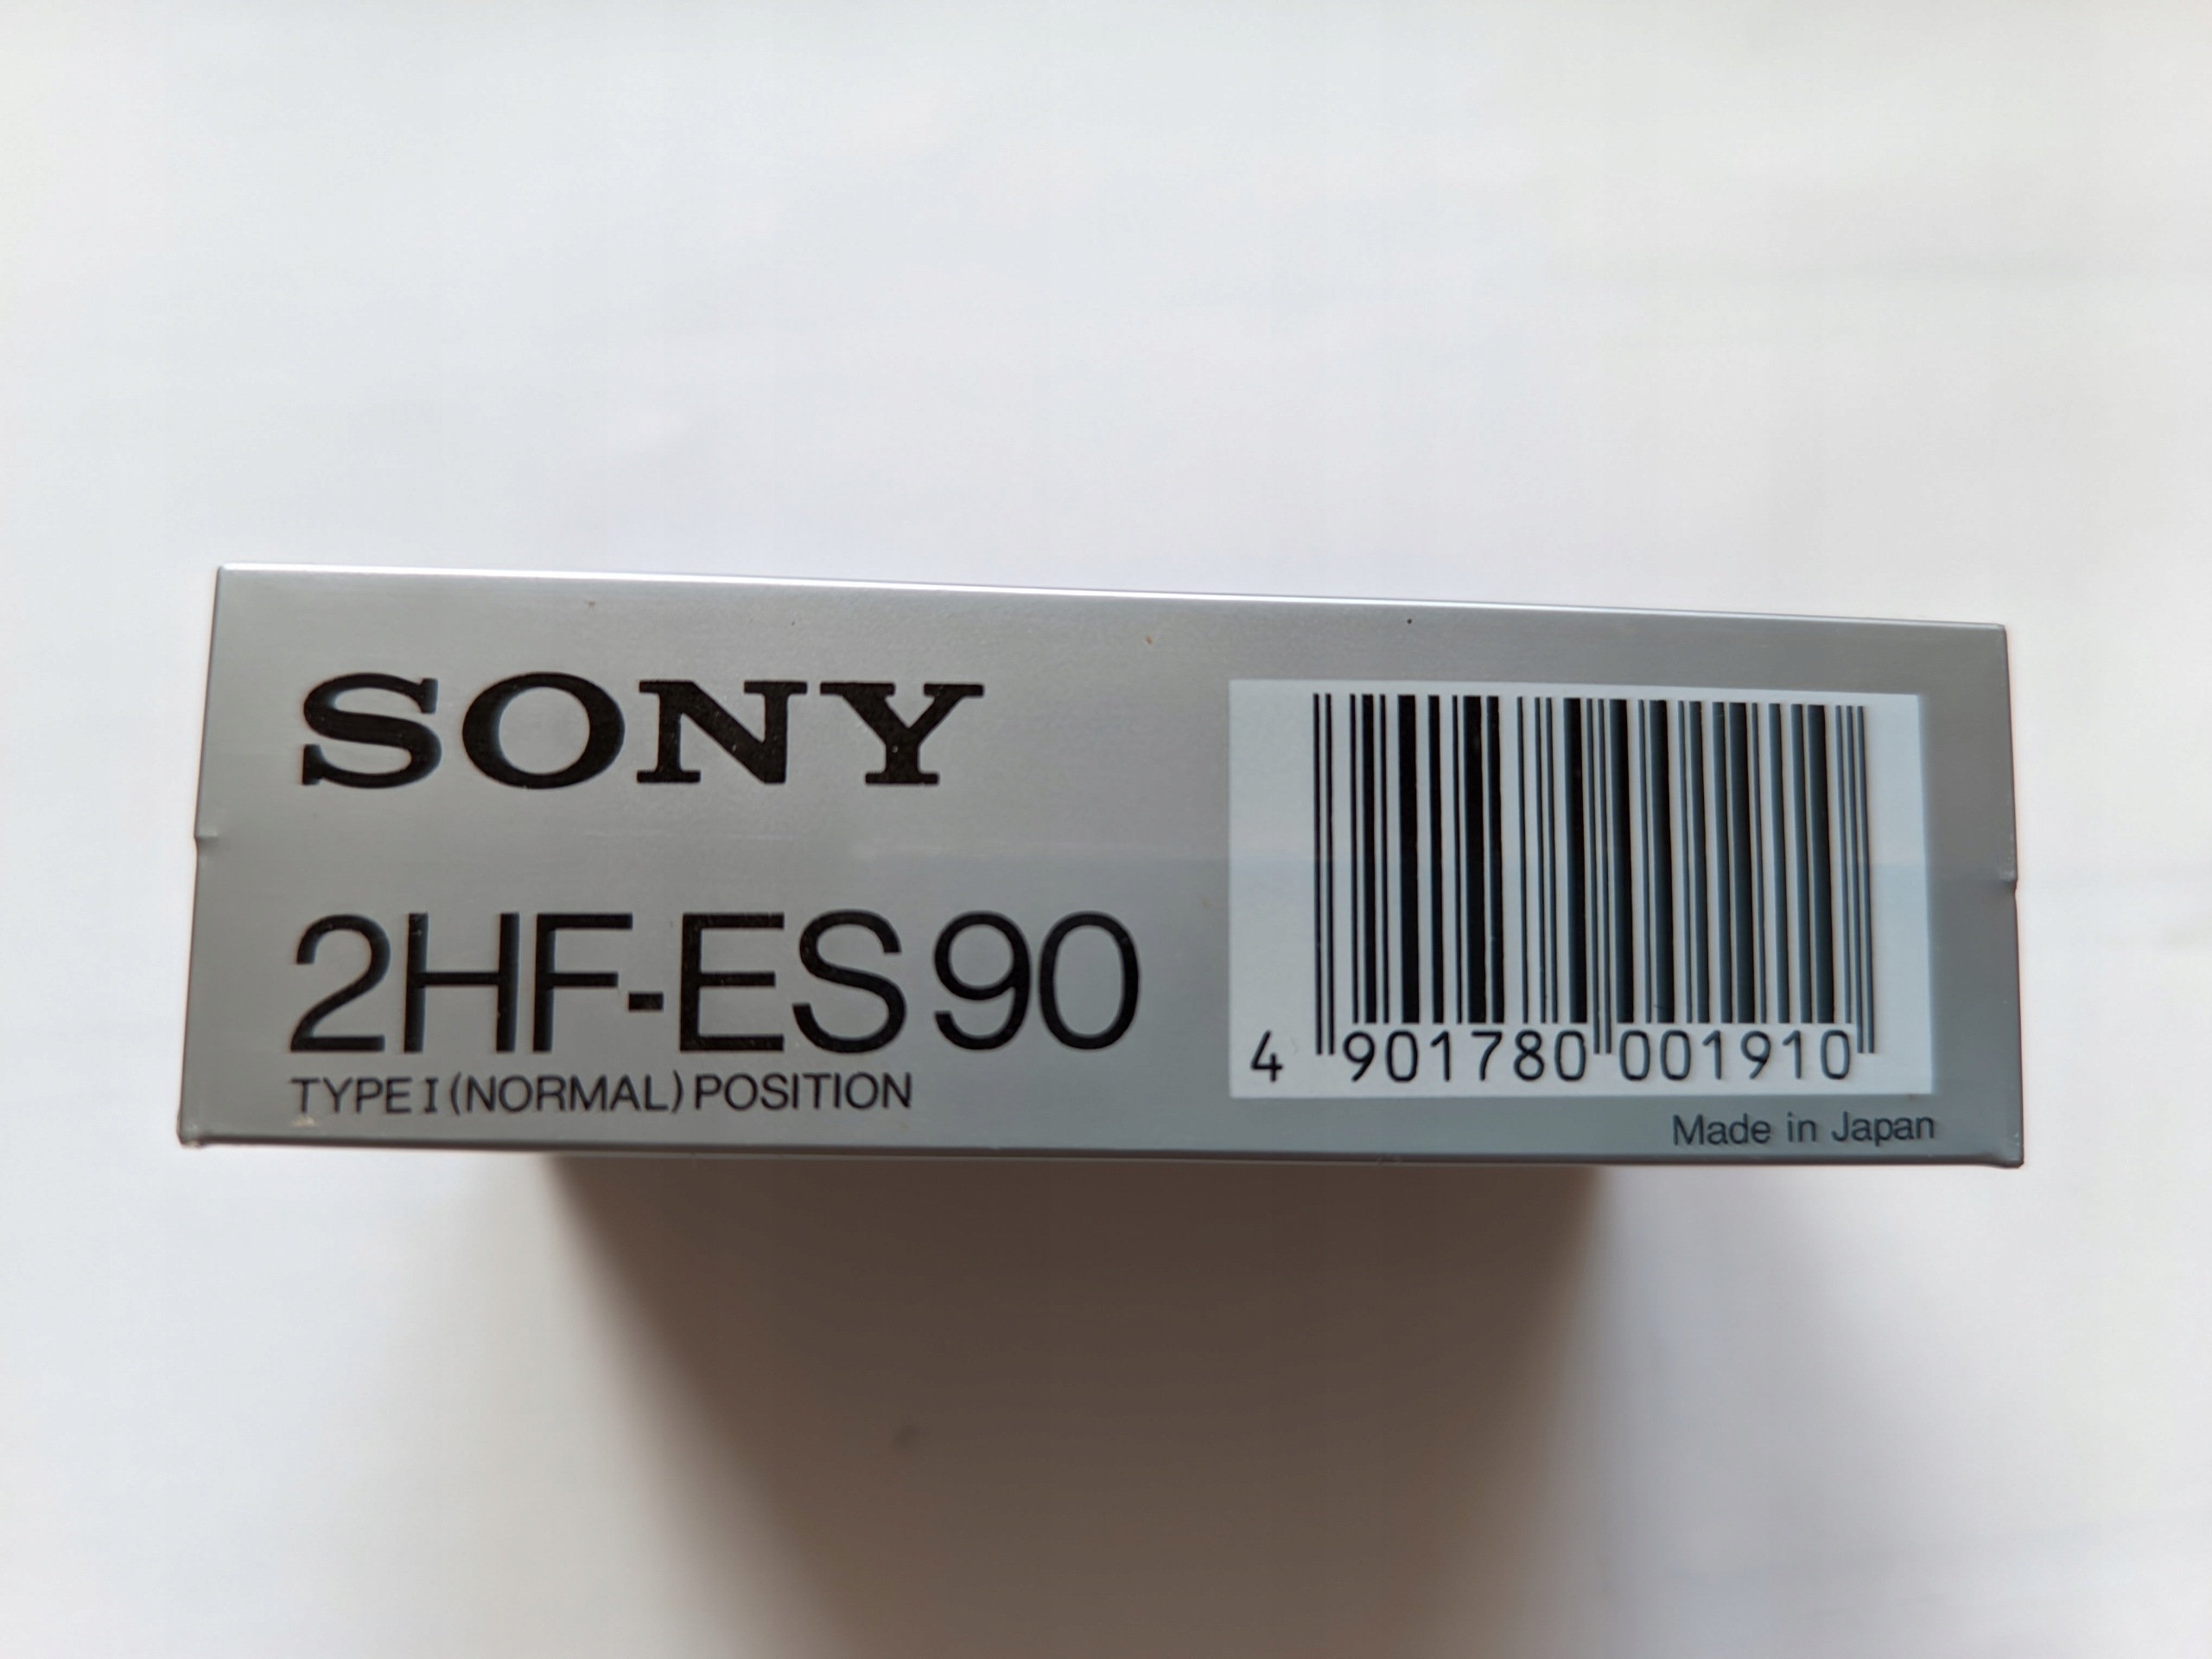 SONY
2HF-ES90
TYPE I (NORMAL) POSITION
4 901780 001910
Made in Japan